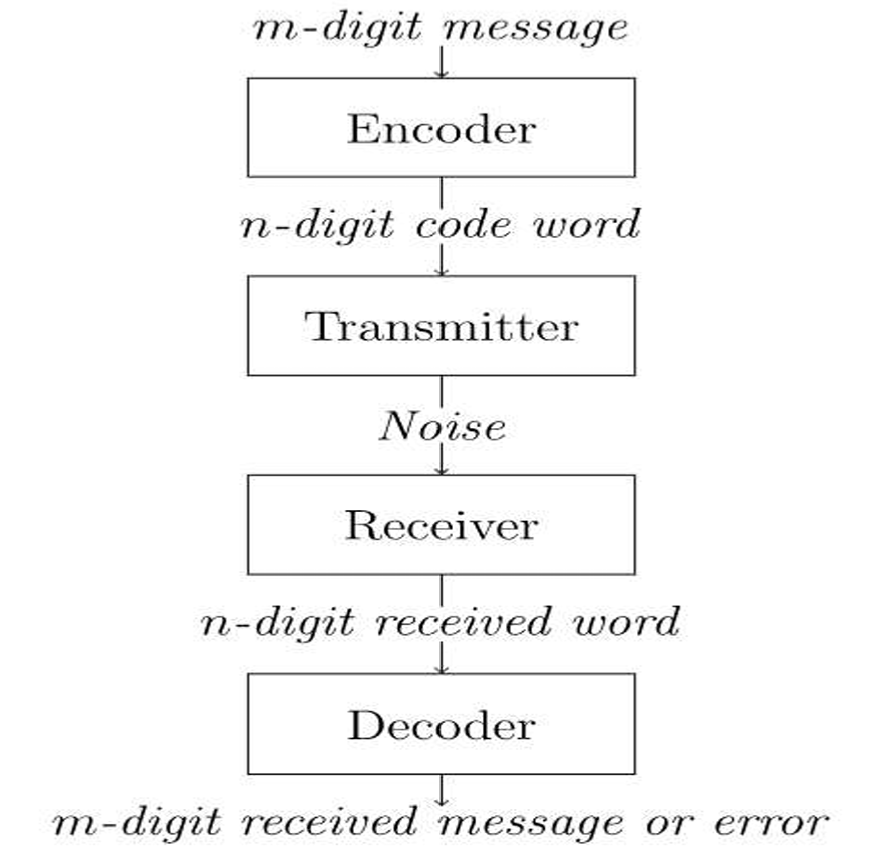 m-digit message
Encoder
n-digit code word
Transmitter
Noise
Receiver
n-digit received word
Decoder
m-digit received message or error